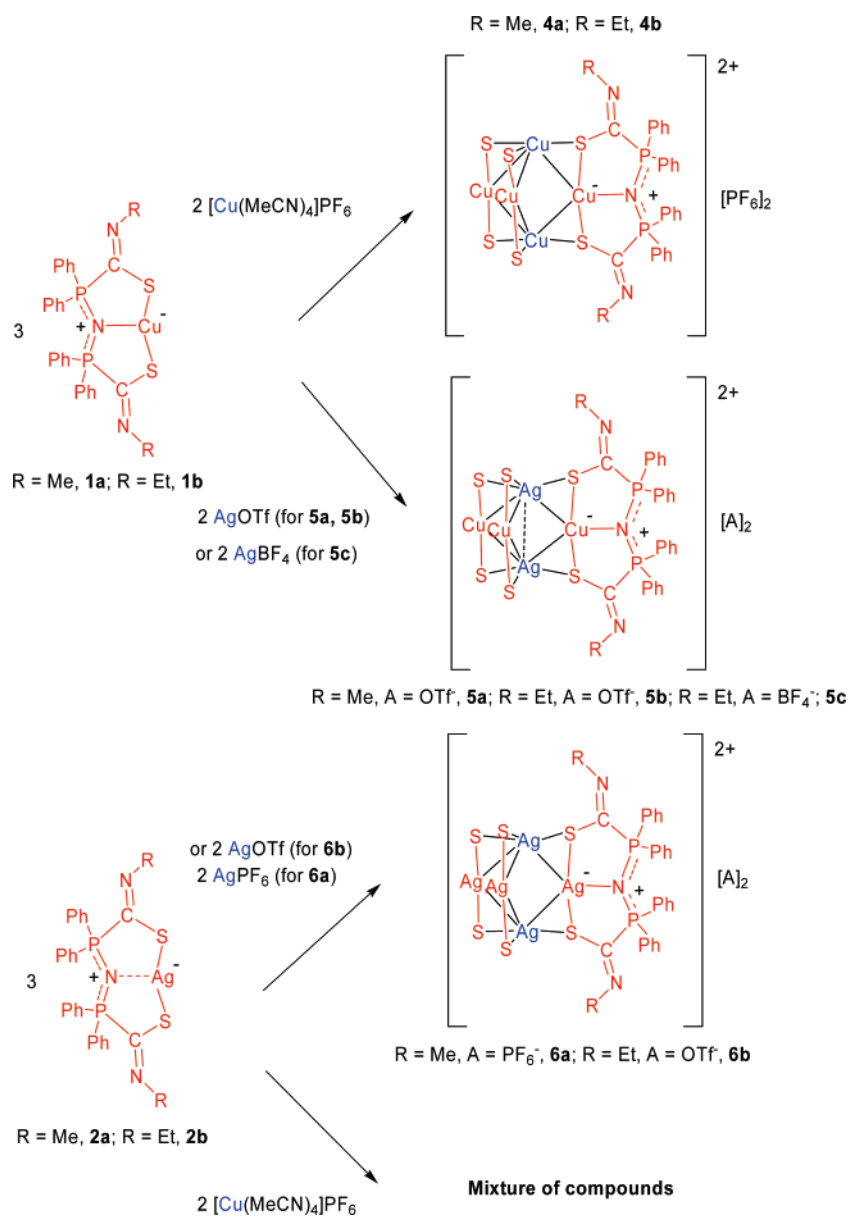 R = Me, 4a; R = Et, 4b
2+
R
N
C
S
Cu
S
Ph
S
P
Ph
Cu Cu
Cu
-
N
+
[PF6]2
S
Cu
S
P
Ph
S
C
Ph
N
R
2 [Cu(MeCN)4]PF6
R
N
C
Ph
S
Ph
P
-
3
+
N
Cu
P
S
Ph
Ph
C
N
R
R = Me, 1a; R = Et, 1b
2 AgOTf (for 5a, 5b)
or 2 AgBF4 (for 5c)
2+
R
N
C
S
S
Ag
S
Ph
P
Ph
Cu Cu
Cu
-
N
+
[A]2
S
Ag
S
P
Ph
S
C
Ph
N
R
R = Me, A = OTf-, 5a; R = Et, A = OTf-, 5b; R = Et, A = BF4-; 5c
2+
R
N
C
S
S
Ag
S
Ph
P
Ph
Ag Ag
Ag
-
N
+
[A]2
S
Ag
S
P
Ph
S
C
Ph
N
R
R = Me, A = PF6-, 6a; R = Et, A = OTf-, 6b
or 2 AgOTf (for 6b)
2 AgPF6 (for 6a)
R
N
C
Ph
S
Ph
P
-
3
+
N
Ag
P
S
Ph
Ph
C
N
R
R = Me, 2a; R = Et, 2b
2 [Cu(MeCN)4]PF6
Mixture of compounds